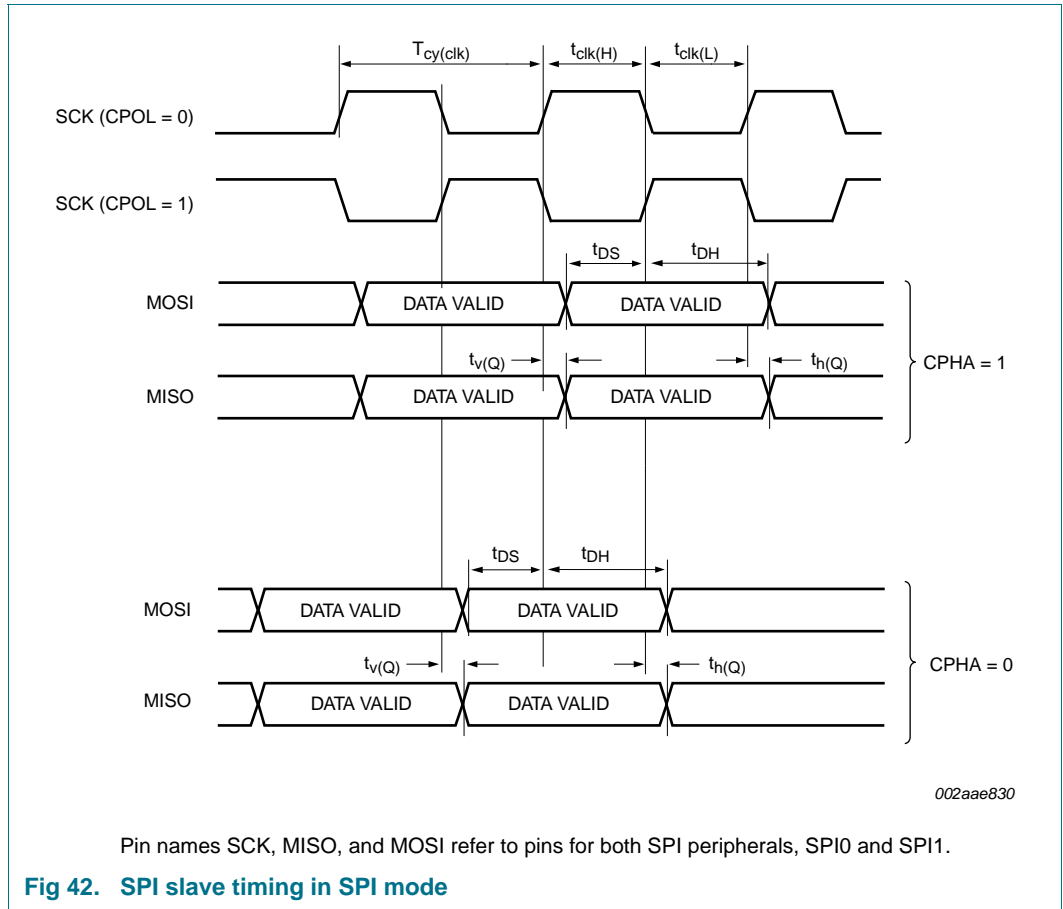 Tcy(clk) tclk(H) tclk(L)
SCK (CPOL = 0)
SCK (CPOL = 1)
tDS tDH
MOSI DATA VALID DATA VALID
tv(Q) th(Q)
CPHA = 1
MISO DATA VALID DATA VALID
tDS tDH
MOSI DATA VALID DATA VALID
tv(Q) th(Q)
CPHA = 0
MISO DATA VALID DATA VALID
002aae830
Pin names SCK, MISO, and MOSI refer to pins for both SPI peripherals, SPI0 and SPI1.
Fig 42. SPI slave timing in SPI mode